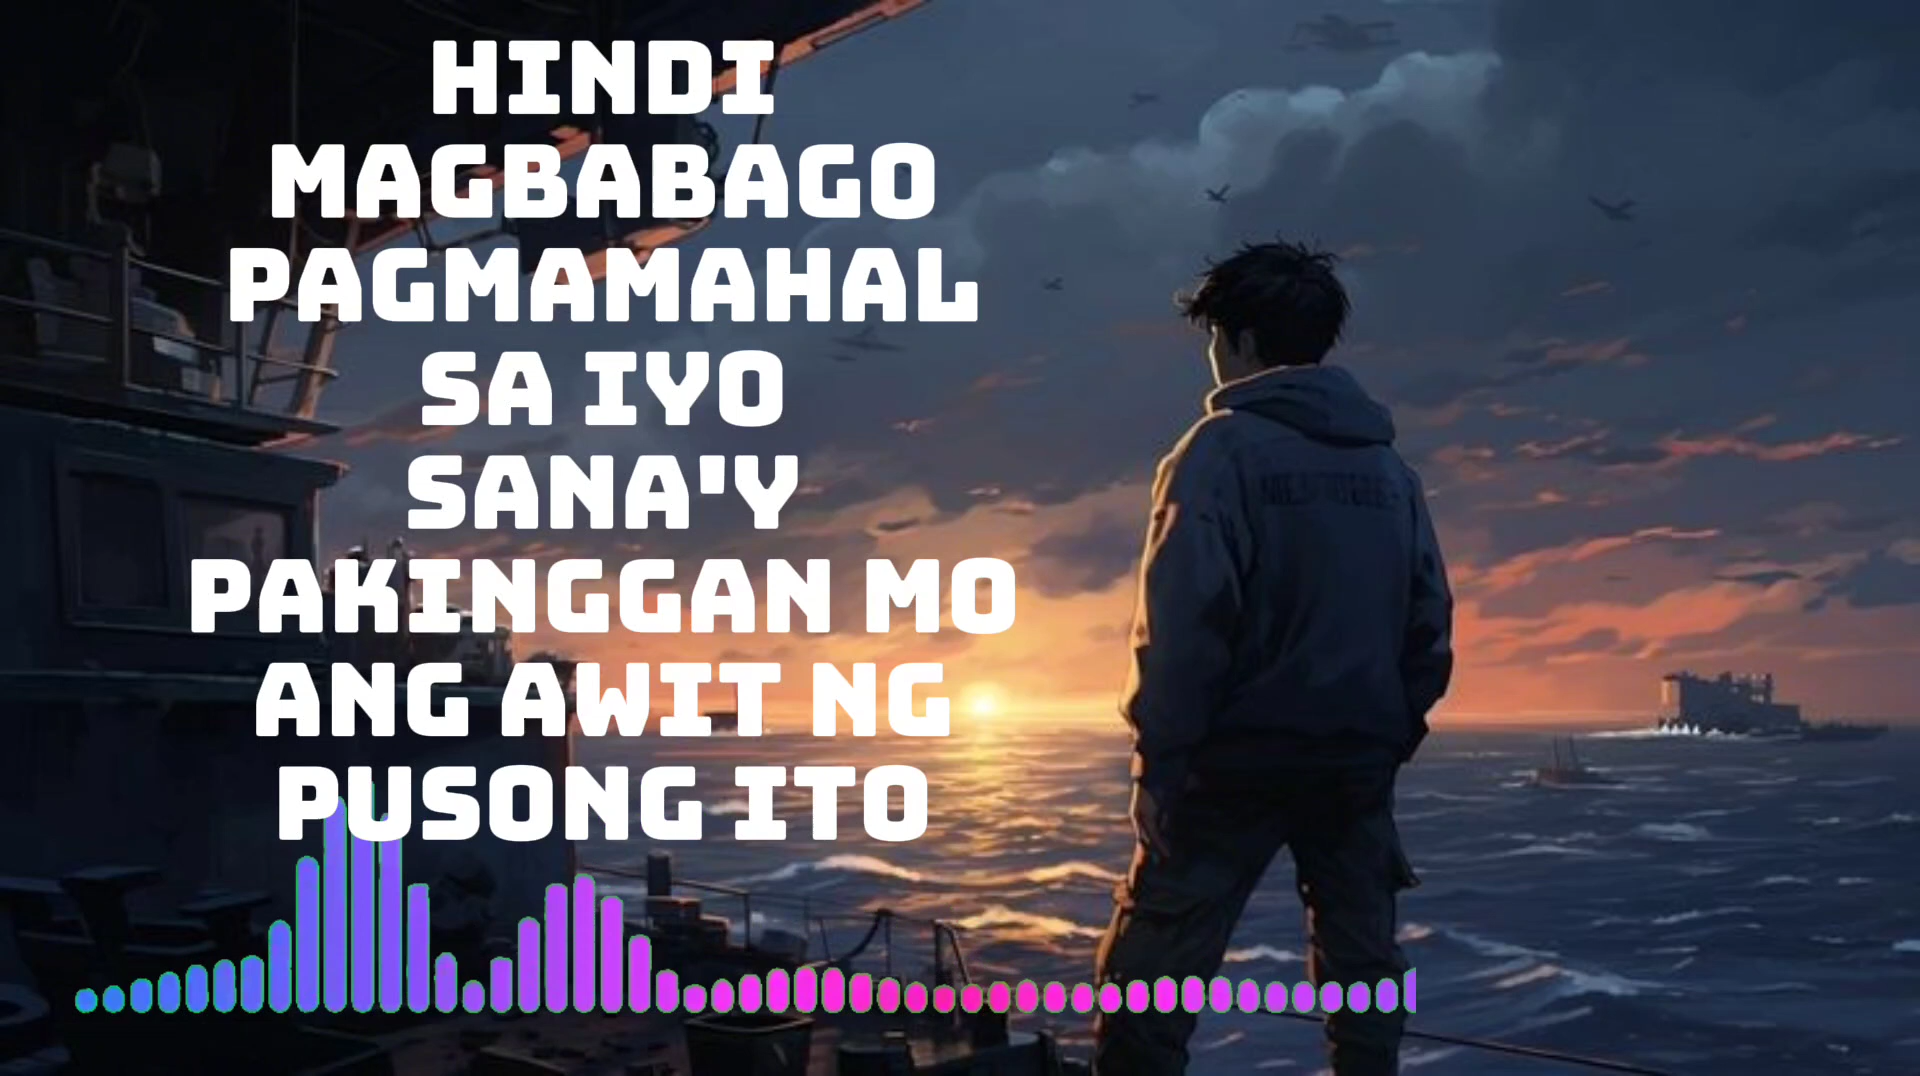 HINDI
MAGBABAGO
PAGMAMAHAL
SA IYO
SANA'Y
PAKINGGAN MO
ANG AWIT NG
PUSONG ITO